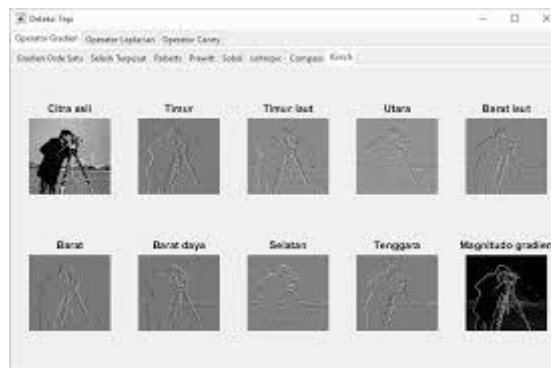 Deteksi Tepi
Operator Gradien Operator Laplacian Operator Canny
Gradien Orde Satu Selisih Terpusat Roberts Prewitt Sobel Isotropic Compass Kirsch
Citra asli Timur Timur laut Utara Barat laut
Barat Barat daya Selatan Tenggara Magnitudo gradien